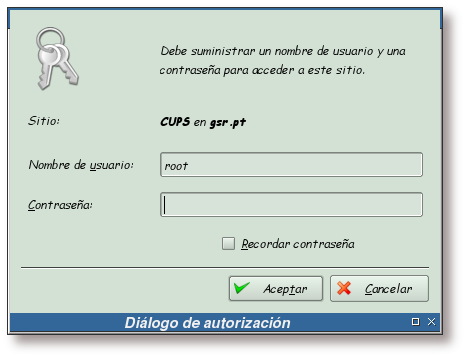 Debe suministrar un nombre de usuario y una
contraseña para acceder a este sitio.
Sitio: CUPS en gsr.pt
Nombre de usuario: root
Contraseña:
Recordar contraseña
Aceptar Cancelar
Diálogo de autorización